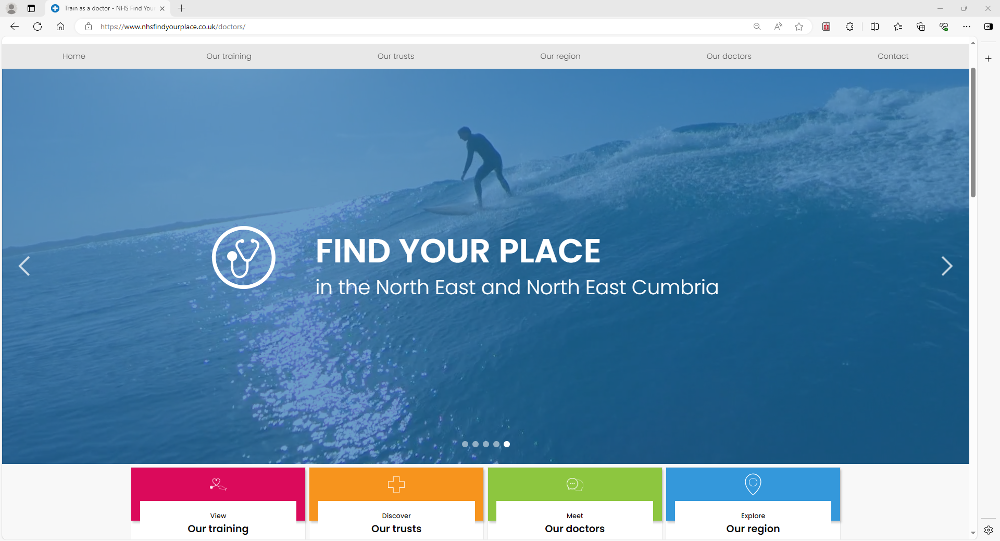 Train as a doctor - NHS Find You
https://www.nhsfindyourplace.co.uk/doctors/
Home Our training Our trusts Our region Our doctors Contact
FIND YOUR PLACE
in the North East and North East Cumbria
View
Our training
Discover
Our trusts
Meet
Our doctors
Explore
Our region